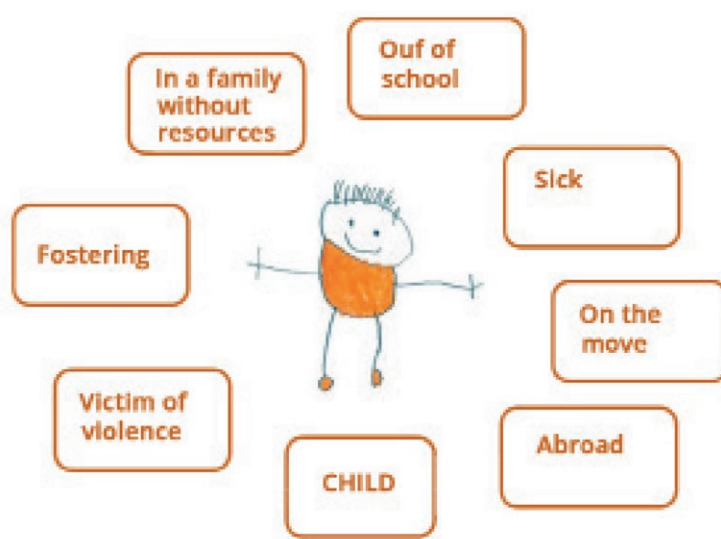 Ouf of
school
In a family
without
resources
Sick
Fostering
On the
move
Victim of
violence
Abroad
CHILD